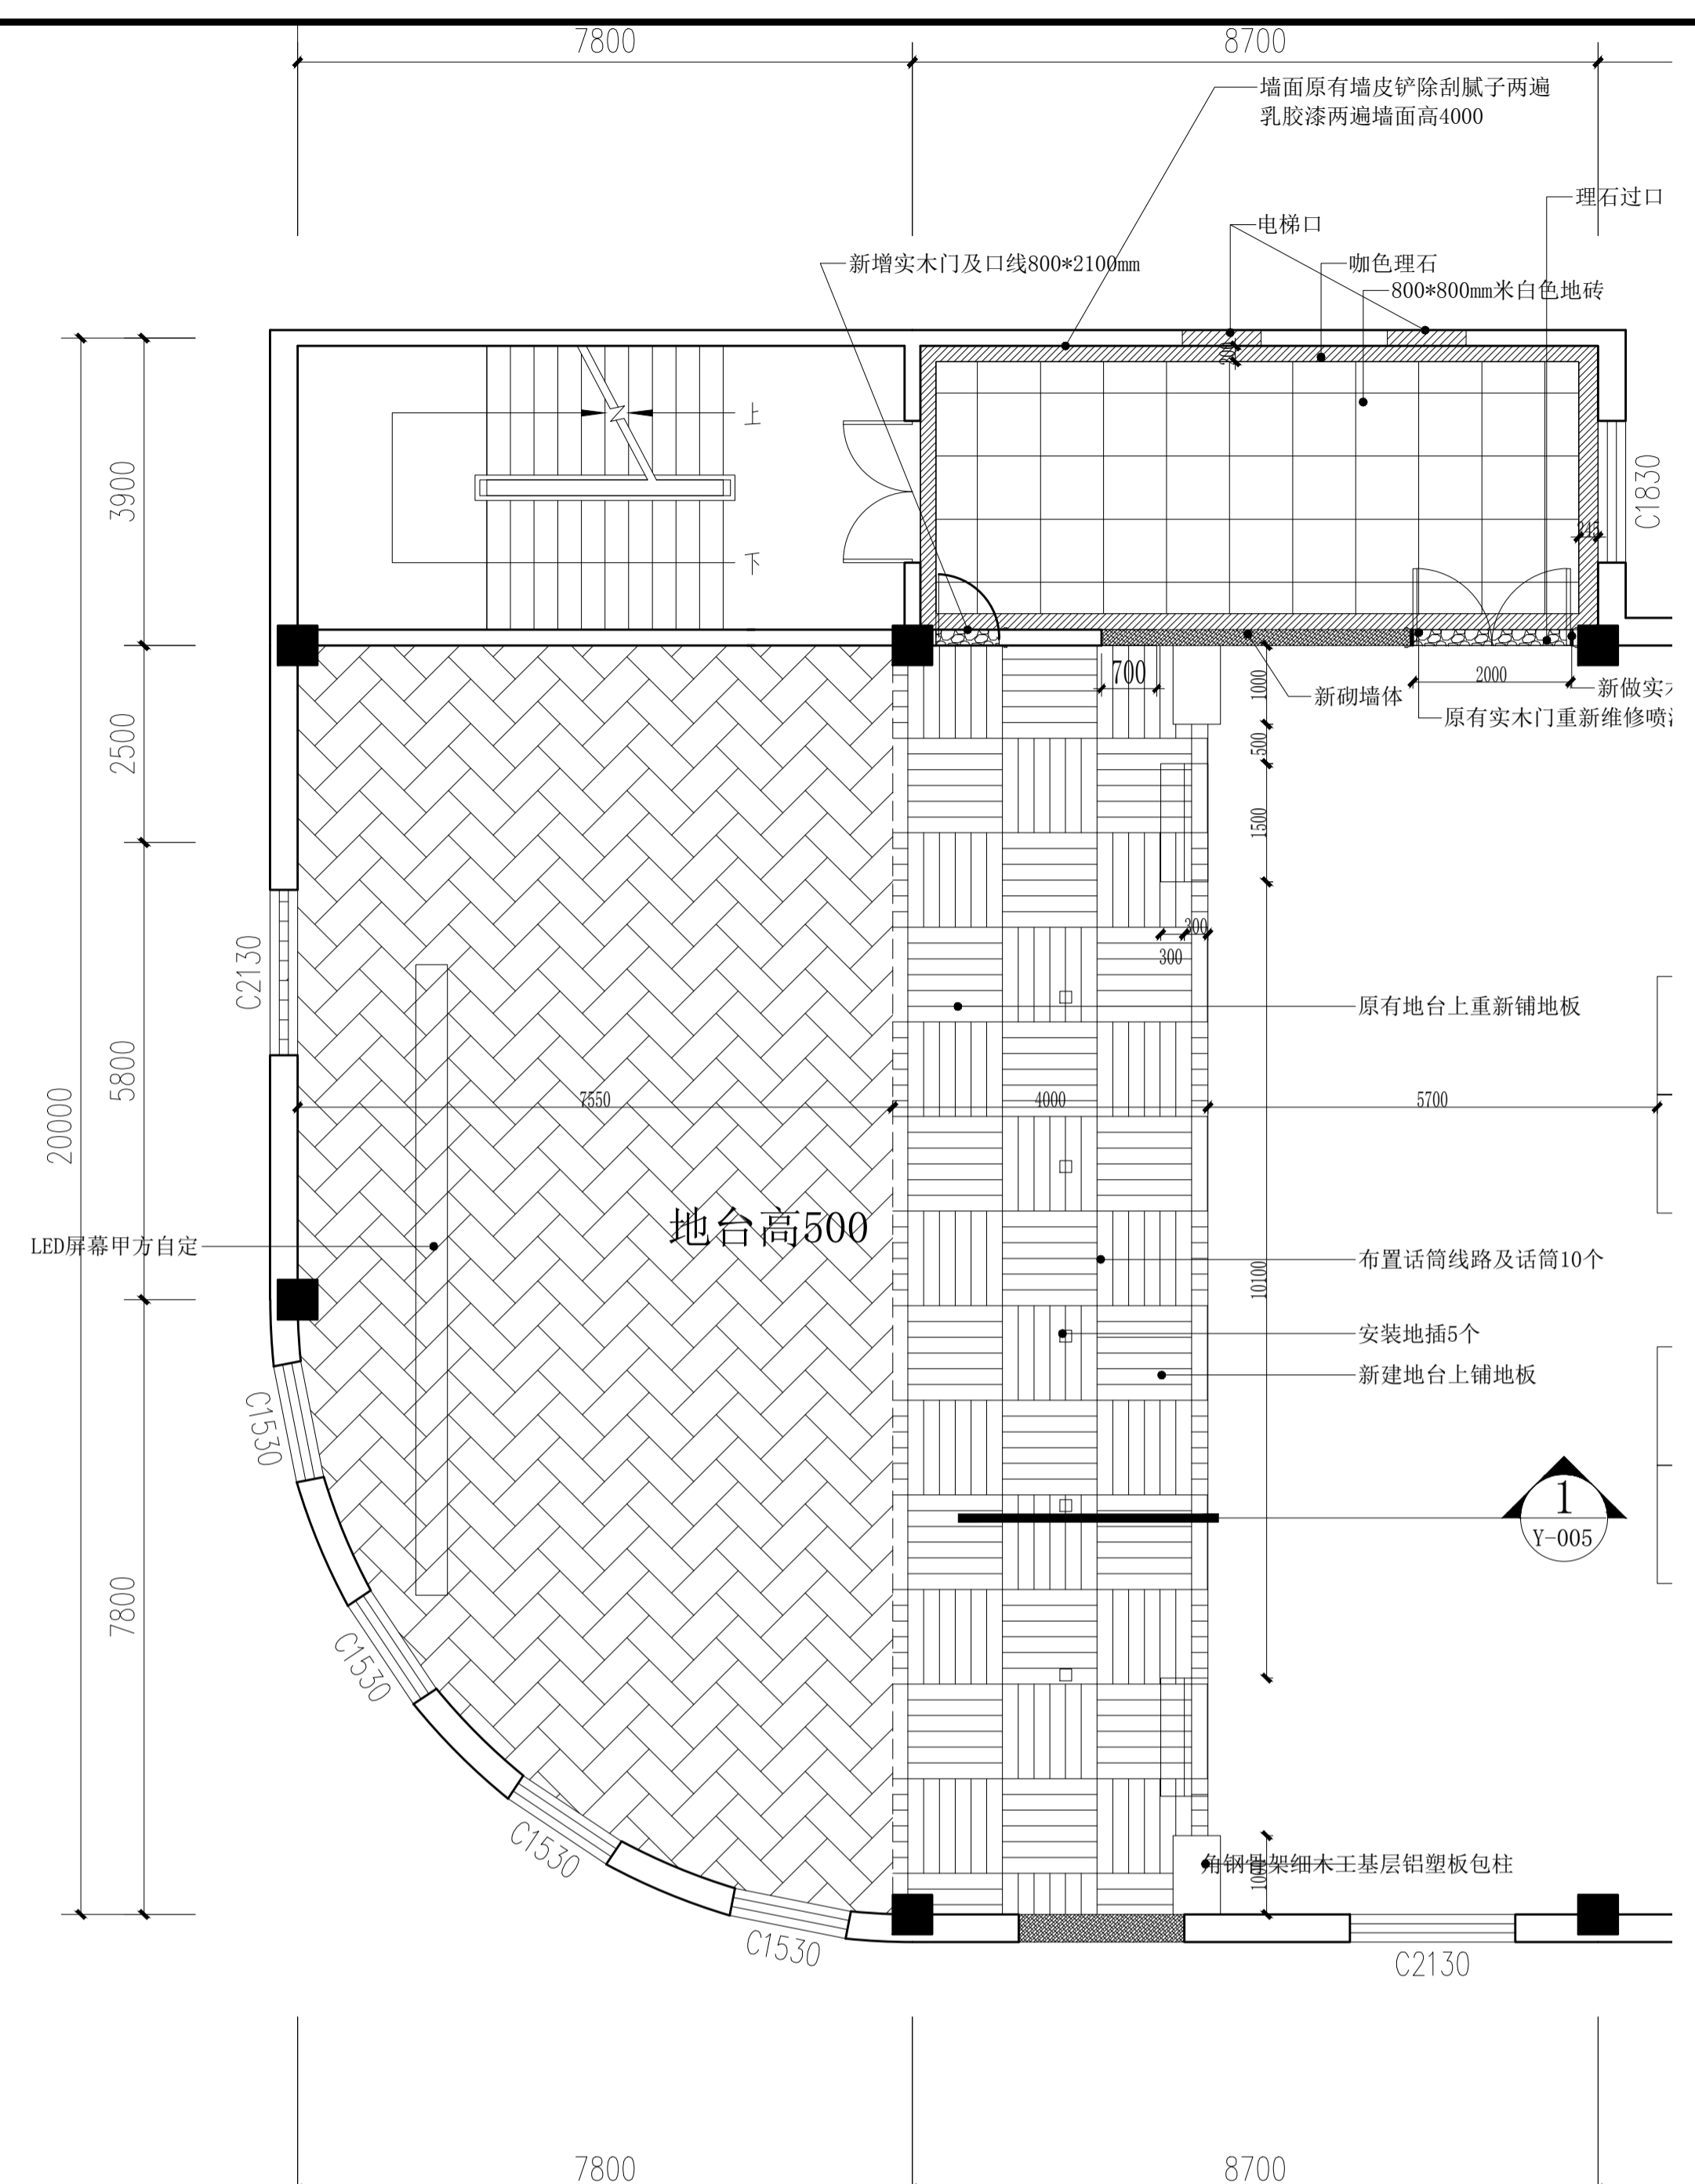 7800
8700
墙面原有墙皮铲除刮腻子两遍
乳胶漆两遍墙面高4000
理石过口
电梯口
新增实木门及口线800*2100mm
咖色理石
800*800mm米白色地砖
200
上
3900
C1830
245
下
700
1000
2000
新砌墙体
新做实木
原有实木门重新维修喷
2500
500
1500
300
300
C2130
原有地台上重新铺地板
5800
20000
7550
4000
5700
地台高500
LED屏幕甲方自定
布置话筒线路及话筒10个
10100
安装地插5个
新建地台上铺地板
C1530
1
Y-005
7800
C1530
C1530
角钢骨架细木工基层铝塑板包柱
1000
C1530
C2130
7800
8700